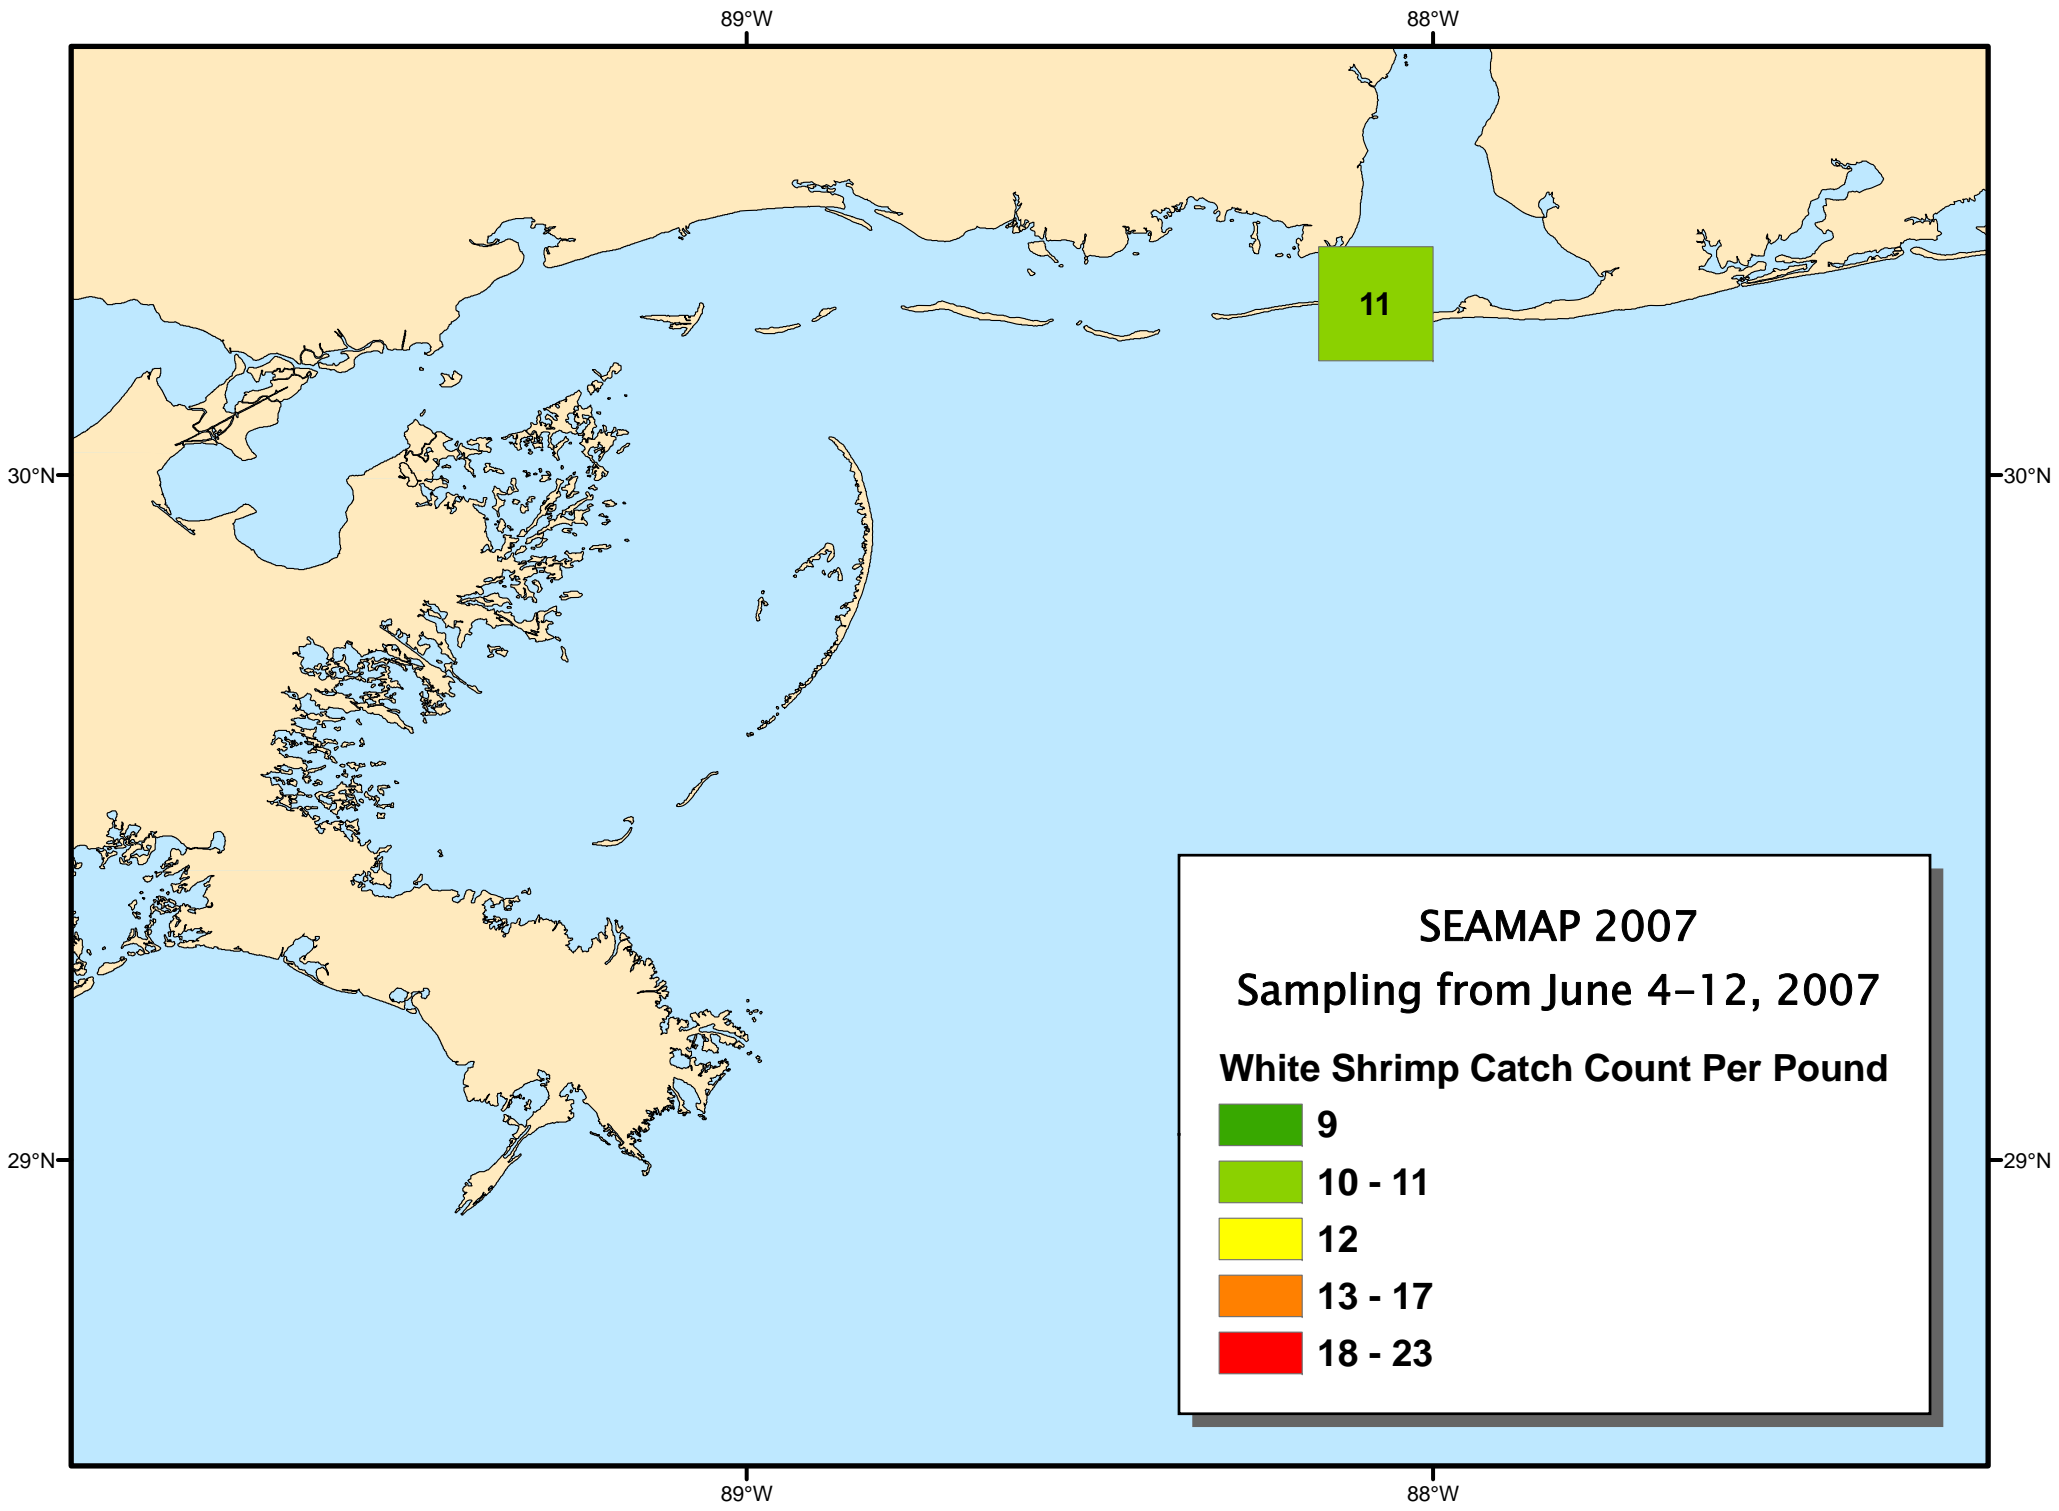 89°W 88°W
11
30°N 30°N
SEAMAP 2007
Sampling from June 4-12, 2007
White Shrimp Catch Count Per Pound
9
10 - 11
12
13 - 17
18 - 23
29°N 29°N
89°W 88°W